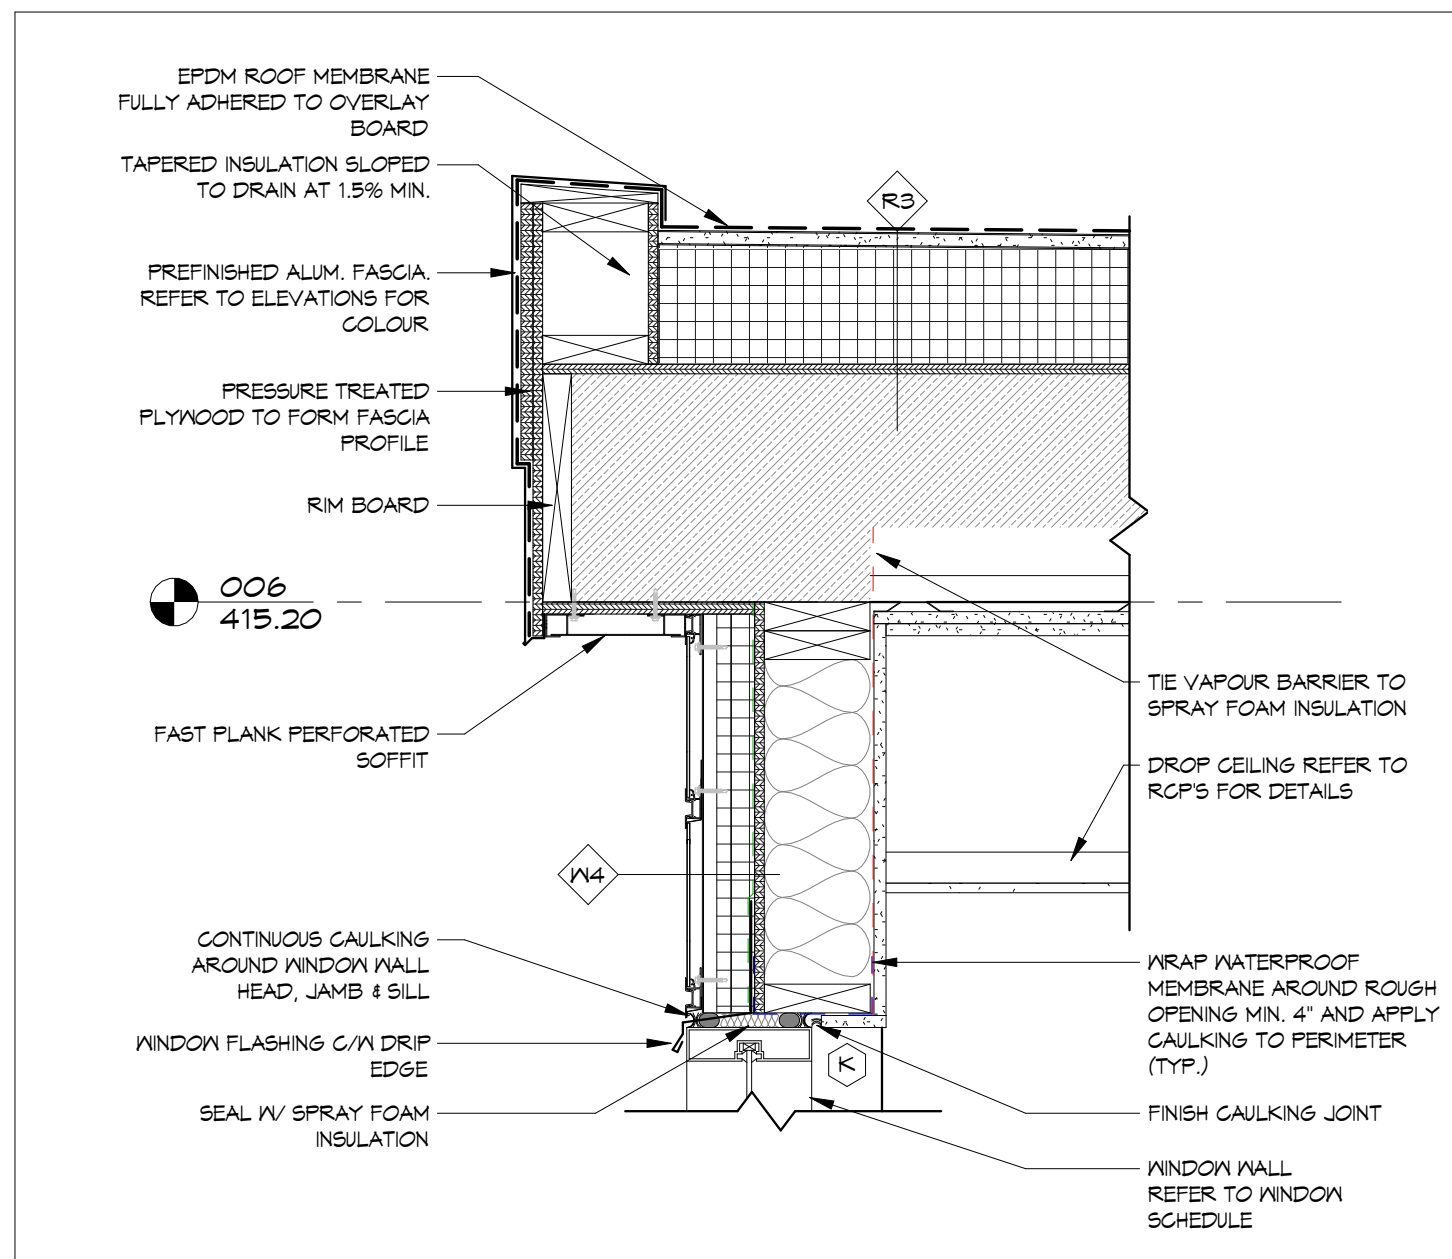 EPDM ROOF MEMBRANE
FULLY ADHERED TO OVERLAY
BOARD
TAPERED INSULATION SLOPED
TO DRAIN AT 1.5% MIN.
R3
PREFINISHED ALUM. FASCIA.
REFER TO ELEVATIONS FOR
COLOUR
PRESSURE TREATED
PLYWOOD TO FORM FASCIA
PROFILE
RIM BOARD
006
415.20
FAST PLANK PERFORATED
SOFFIT
TIE VAPOUR BARRIER TO
SPRAY FOAM INSULATION
DROP CEILING REFER TO
RCP'S FOR DETAILS
W4
CONTINUOUS CAULKING
AROUND WINDOW WALL
HEAD, JAMB & SILL
WINDOW FLASHING C/W DRIP
EDGE
SEAL W/ SPRAY FOAM
INSULATION
WRAP WATERPROOF
MEMBRANE AROUND ROUGH
OPENING MIN. 4" AND APPLY
CAULKING TO PERIMETER
(TYP.)
K
FINISH CAULKING JOINT
WINDOW WALL
REFER TO WINDOW
SCHEDULE